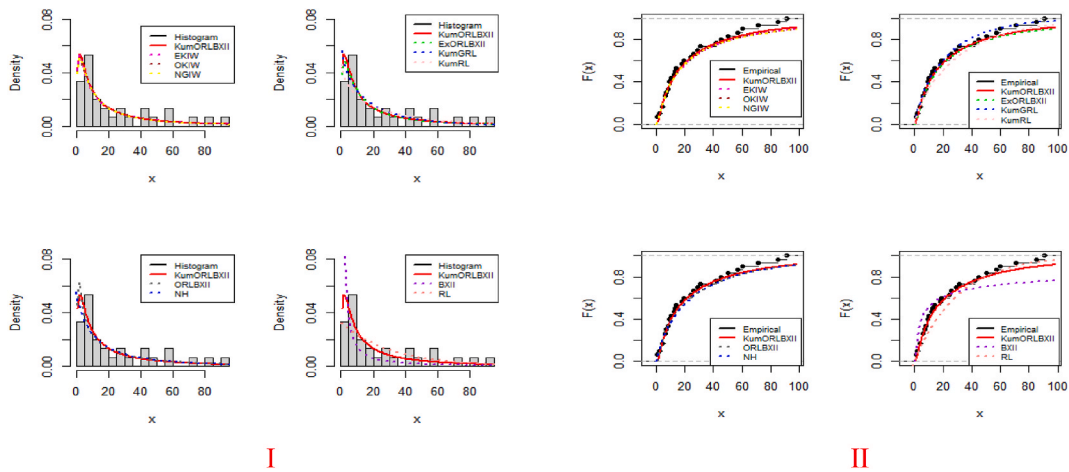 0.08
Histogram
KumORLBXII
EKIW
OKIW
NGIW
Density
0.04
0.00
0 20 40 60 80
x
0.08
Histogram
KumORLBXII
ExORLBXII
KumGRL
KumRL
Density
0.04
0.00
0 20 40 60 80
x
F(x)
0.8
0.4
0.0
Empirical
KumORLBXII
EKIW
OKIW
NGIW
0 20 40 60 80 100
x
F(x)
0.8
0.4
0.0
Empirical
KumORLBXII
ExORLBXII
KumGRL
KumRL
0 20 40 60 80 100
x
0.08
Histogram
KumORLBXII
ORLBXII
NH
Density
0.04
0.00
0 20 40 60 80
x
0.08
Histogram
KumORLBXII
BXII
RL
Density
0.04
0.00
0 20 40 60 80
x
F(x)
0.8
0.4
0.0
Empirical
KumORLBXII
ORLBXII
NH
0 20 40 60 80 100
x
F(x)
0.8
0.4
0.0
Empirical
KumORLBXII
BXII
RL
0 20 40 60 80 100
x
I
II